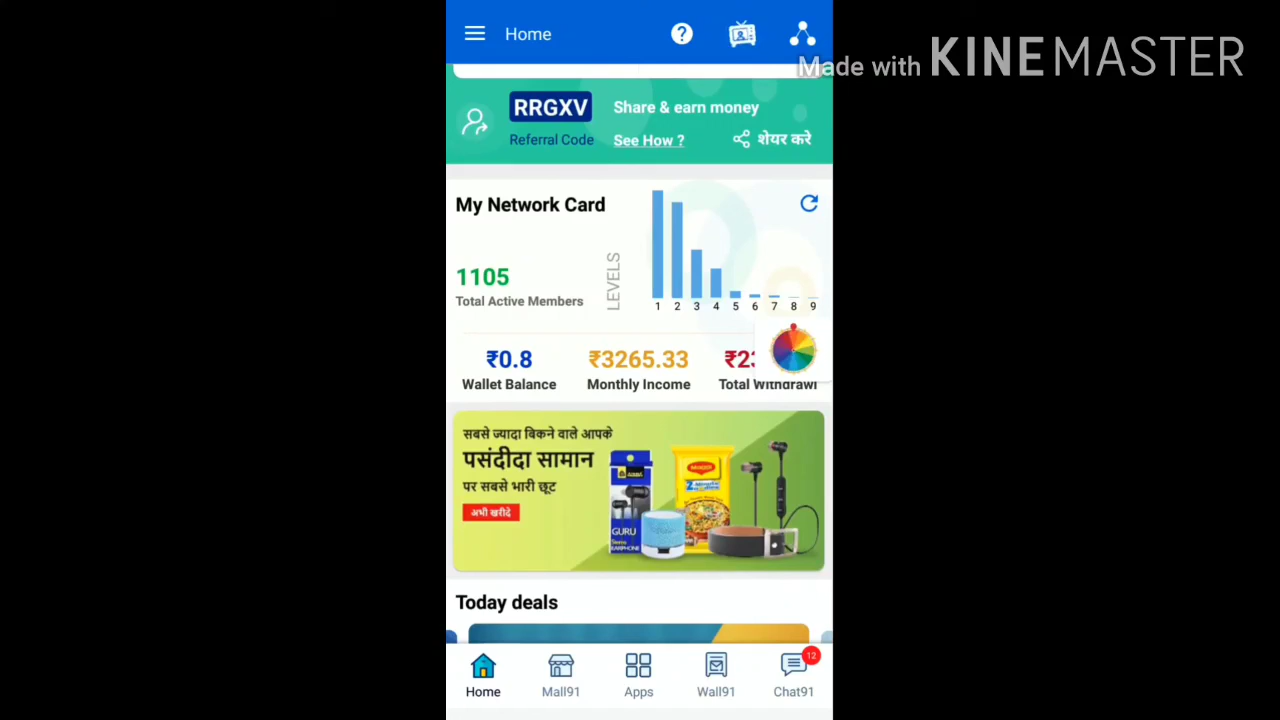 Home
Made with KINEMASTER
RRGXV
Share & earn money
Referral Code
See How ?
शेयर करे
My Network Card
1105
Total Active Members
LEVELS
1 2 3 4 5 6 7 8 9
₹0.8
₹3265.33
Wallet Balance
Monthly Income
Total Withdrawl
सबसे ज्यादा बिकने वाले आपके
पसंदीदा सामान
पर सबसे भारी छूट
अभी खरीदे
MAGGI
GURU
EARPHONE
Today deals
12
Home
Mall91
Apps
Wall91
Chat91